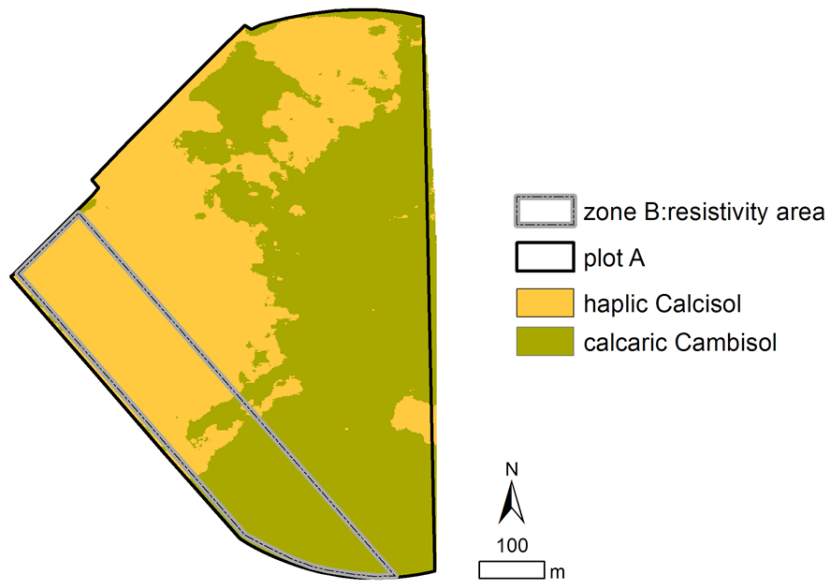 zone B:resistivity area
plot A
haplic Calcisol
calcaric Cambisol
N
100
m